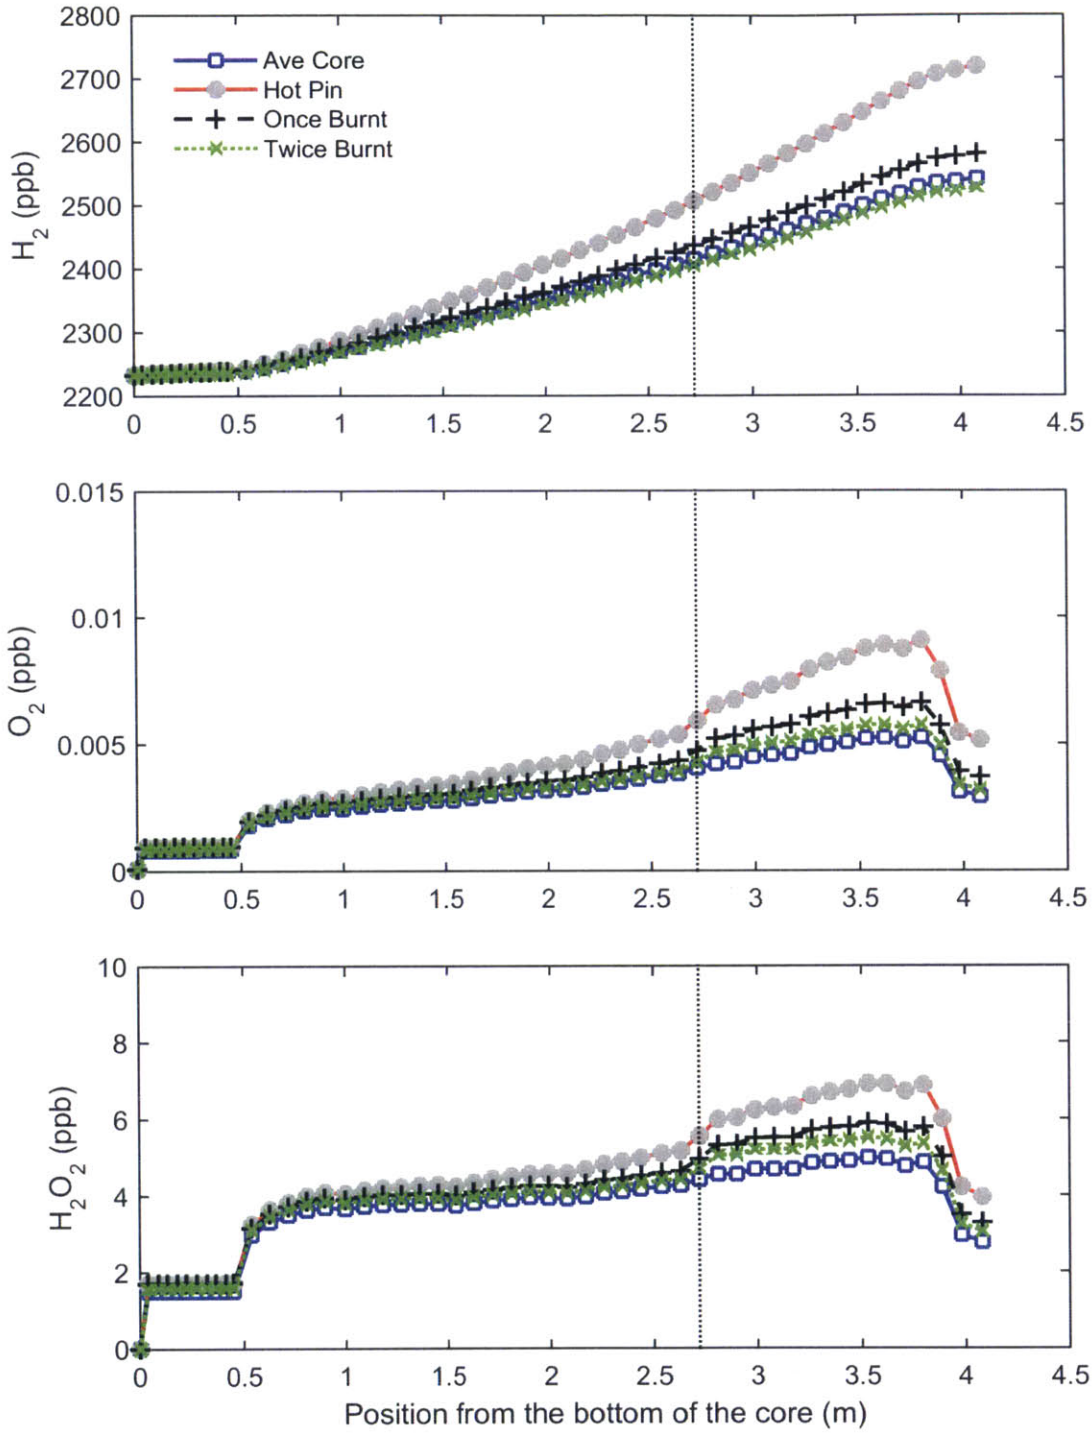 2800
2700
2600
2500
2400
2300
2200
H2 (ppb)
Ave Core
Hot Pin
Once Burnt
Twice Burnt
0 0.5 1 1.5 2 2.5 3 3.5 4 4.5
0.015
0.01
0.005
0
O2 (ppb)
0 0.5 1 1.5 2 2.5 3 3.5 4 4.5
10
8
6
4
2
0
H2O2 (ppb)
0 0.5 1 1.5 2 2.5 3 3.5 4 4.5
Position from the bottom of the core (m)